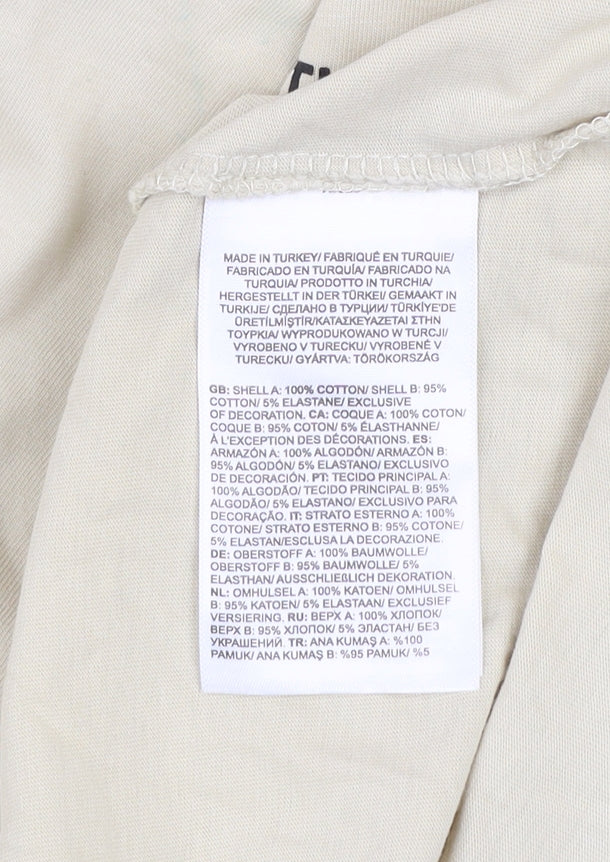 MADE IN TURKEY/ FABRIQUÉ EN TURQUIE/
FABRICADO EN TURQUÍA/ FABRICADO NA
TURQUIA/ PRODOTTO IN TURCHIA/
HERGESTELLT IN DER TÜRKEI/ GEMAAKT IN
TURKIJE/ СДЕЛАНО В ТУРЦИИ/ TÜRKİYE'DE
ÜRETİLMİŞTİR/ΚΑΤΑΣΚΕΥΑΖΕΤΑΙ ΣΤΗΝ
ΤΟΥΡΚΙΑ/ WYPRODUKOWANO W TURCJI/
VYROBENO V TURECKU/ VYROBENÉ V
TURECKU/ GYÁRTVA: TÖRÖKORSZÁG
GB: SHELL A: 100% COTTON/ SHELL B: 95%
COTTON/ 5% ELASTANE/ EXCLUSIVE
OF DECORATION. CA: COQUE A: 100% COTON/
COQUE B: 95% COTON/ 5% ÉLASTHANNE/
À L'EXCEPTION DES DÉCORATIONS. ES:
ARMAZÓN A: 100% ALGODÓN/ ARMAZÓN B:
95% ALGODÓN/ 5% ELASTANO/ EXCLUSIVO
DE DECORACIÓN. PT: TECIDO PRINCIPAL A:
100% ALGODÃO/ TECIDO PRINCIPAL B: 95%
ALGODÃO/ 5% ELASTANO/ EXCLUSIVO PARA
DECORAÇÃO. IT: STRATO ESTERNO A: 100%
COTONE/ STRATO ESTERNO B: 95% COTONE/
5% ELASTAN/ESCLUSA LA DECORAZIONE.
DE: OBERSTOFF A: 100% BAUMWOLLE/
OBERSTOFF B: 95% BAUMWOLLE/ 5%
ELASTHAN/ AUSSCHLIEßLICH DEKORATION.
NL: OMHULSEL A: 100% KATOEN/ OMHULSEL
B: 95% KATOEN/ 5% ELASTAAN/ EXCLUSIEF
VERSIERING. RU: ВЕРХ A: 100% ХЛОПОК/
ВЕРХ B: 95% ХЛОПОК/ 5% ЭЛАСТАН/ БЕЗ
УКРАШЕНИЙ. TR: ANA KUMAŞ A: %100
PAMUK/ ANA KUMAŞ B: %95 PAMUK/ %5